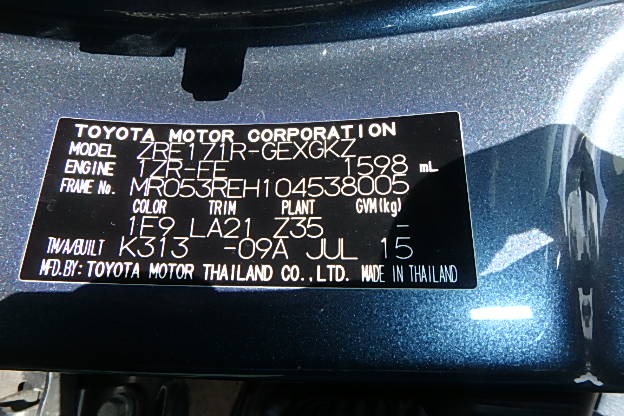 TOYOTA MOTOR CORPORATION
MODEL ZRE171R-GEXGKZ
ENGINE 1ZR-FE 1598 mL
FRAME No. MR053REH104538005
COLOR TRIM PLANT GVM(kg)
1E9 LA21 Z35 -
TM/A/BUILT K313 -09A JUL 15
MFD.BY: TOYOTA MOTOR THAILAND CO.,LTD. MADE IN THAILAND